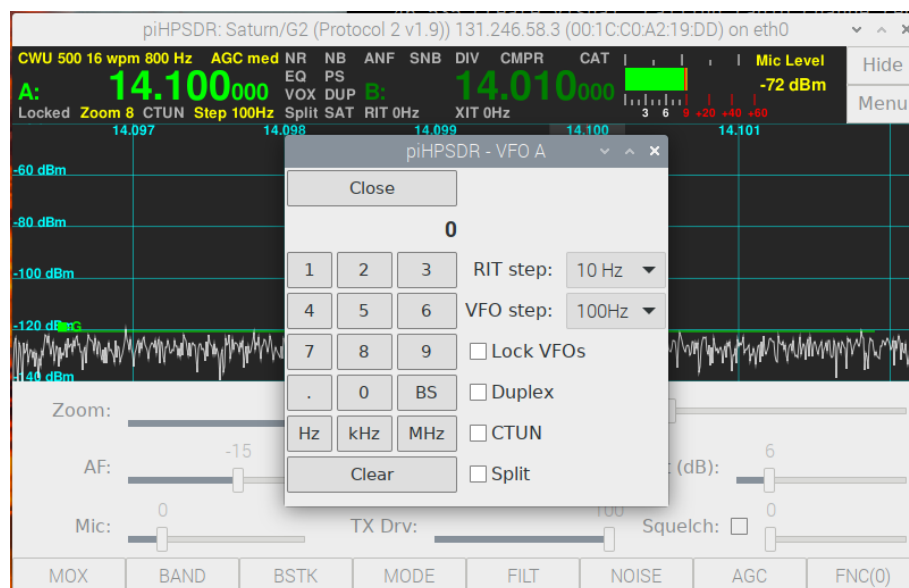 piHPSDR: Saturn/G2 (Protocol 2 v1.9)) 131.246.58.3 (00:1C:C0:A2:19:DD) on eth0
CWU 500 16 wpm 800 Hz AGC med NR NB ANF SNB DIV CMPR CAT Mic Level
EQ PS
-72 dBm
A: 14.100000 VOX DUP B: 14.010000
Locked Zoom 8 CTUN Step 100Hz Split SAT RIT 0Hz XIT 0Hz
3 6 9 +20 +40 +60
Hide
Menu
14.097 14.098 14.099 14.100 14.101
-60 dBm
-80 dBm
-100 dBm
-120 dBm
-140 dBm
piHPSDR - VFO A
Close
0
1 2 3 RIT step: 10 Hz
4 5 6 VFO step: 100Hz
7 8 9 Lock VFOs
. 0 BS Duplex
Hz kHz MHz CTUN
Clear Split
Zoom:
-15 6
AF: (dB):
0 100 0
Mic: TX Drv: Squelch:
MOX BAND BSTK MODE FILT NOISE AGC FNC(0)